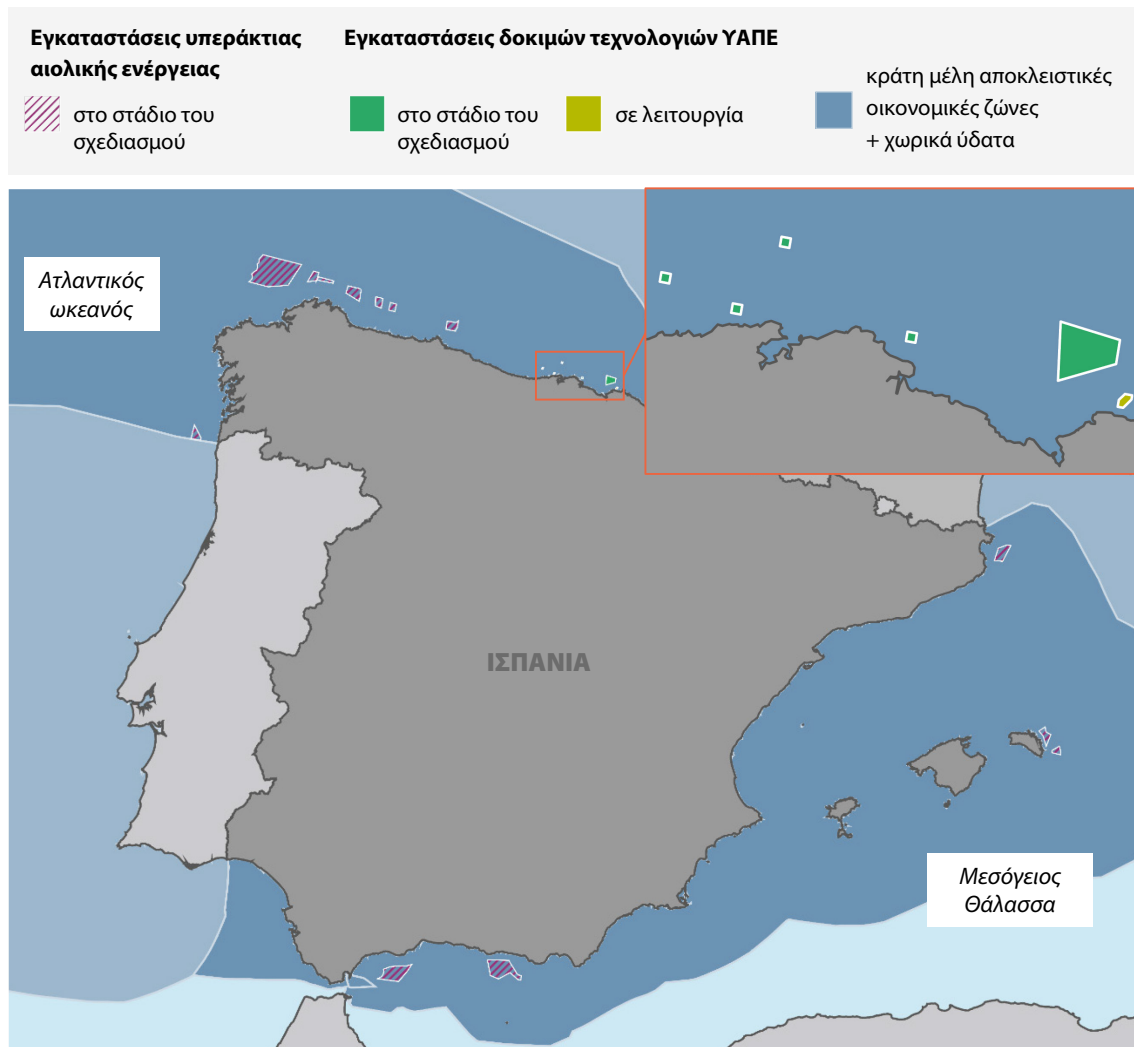 Εγκαταστάσεις υπεράκτιας
αιολικής ενέργειας
στο στάδιο του
σχεδιασμού
Εγκαταστάσεις δοκιμών τεχνολογιών ΥΑΠΕ
στο στάδιο του
σχεδιασμού
σε λειτουργία
κράτη μέλη αποκλειστικές
οικονομικές ζώνες
+ χωρικά ύδατα
Ατλαντικός
ωκεανός
ΙΣΠΑΝΙΑ
Μεσόγειος
Θάλασσα